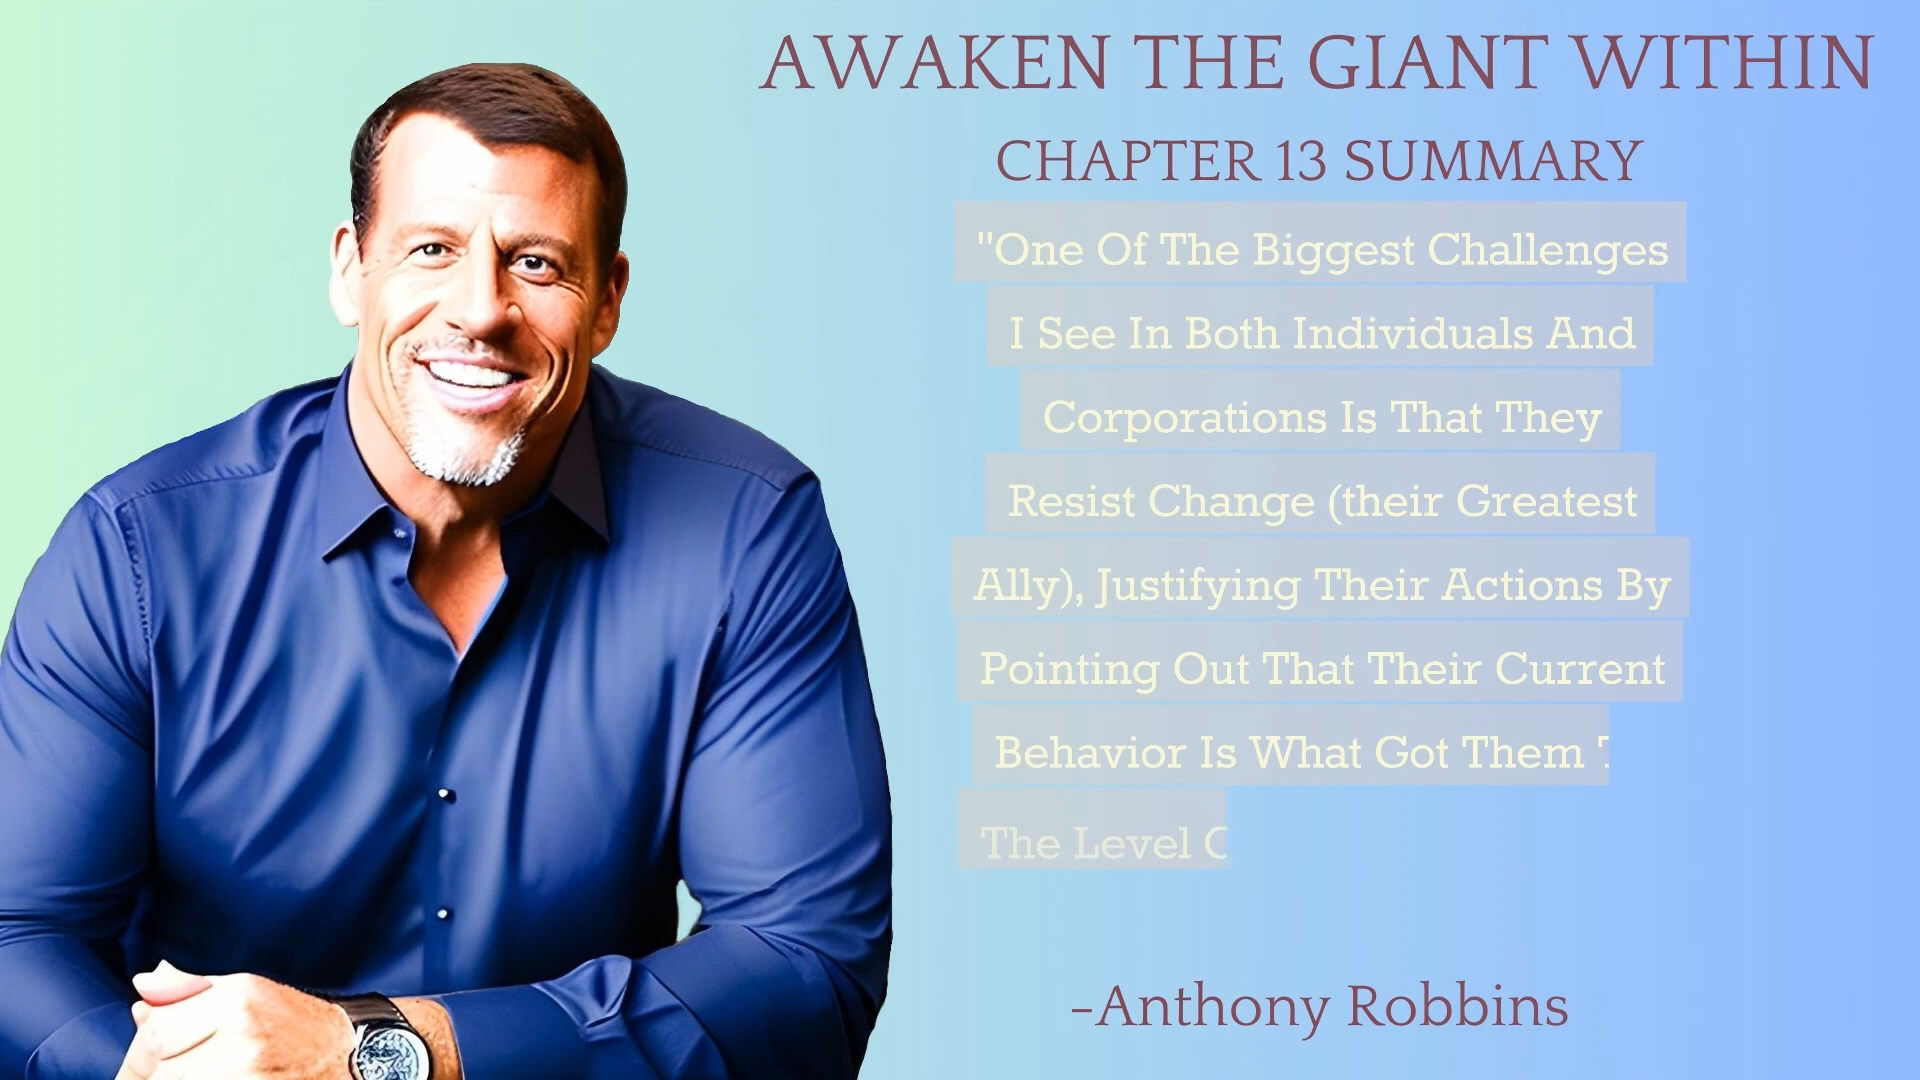 AWAKEN THE GIANT WITHIN
CHAPTER 13 SUMMARY
"One Of The Biggest Challenges
I See In Both Individuals And
Corporations Is That They
Resist Change (their Greatest
Ally), Justifying Their Actions By
Pointing Out That Their Current
Behavior Is What Got Them
The Level
–Anthony Robbins